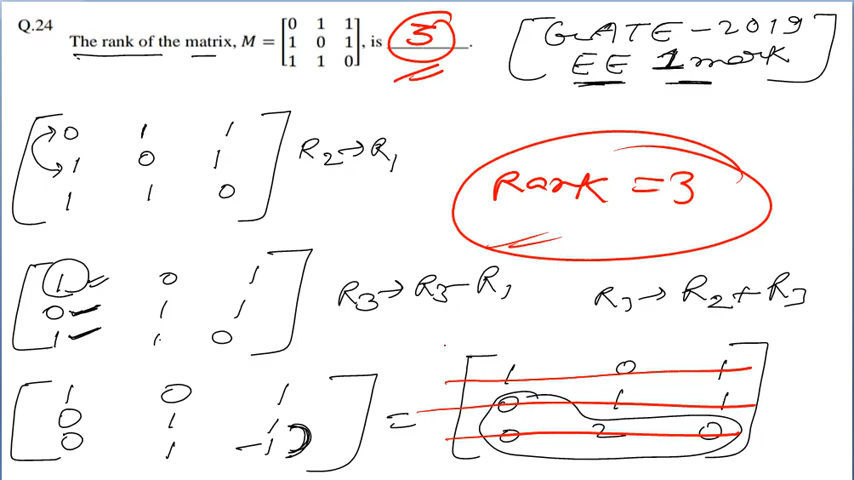 Q.24
The rank of the matrix, M = [0 1 1
1 0 1
1 1 0], is 3.
[GATE-2019
EE 1 mark]
[0 1 1
1 0 1
1 1 0] R2→R1
Rank = 3
[1 0 1
0 1 1
1 1 0] R3→R3-R1 R3→R2+R3
[1 0 1
0 1 1
0 1 -1] = [1 0 1
0 1 1
0 2 0]